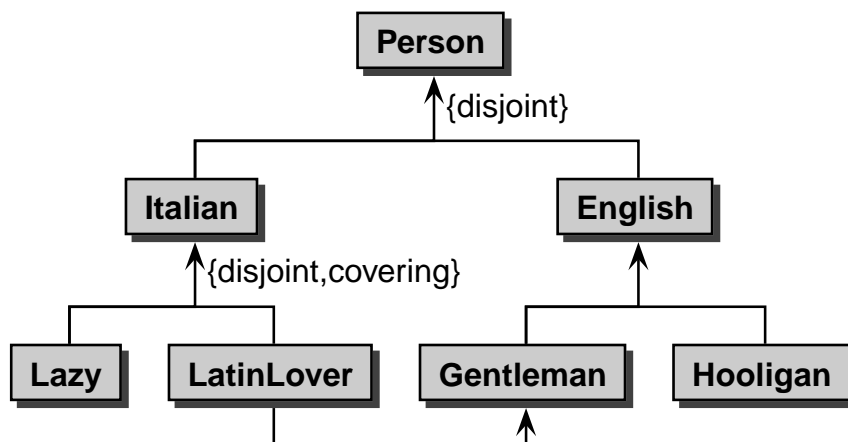 Person
{disjoint}
Italian
English
{disjoint,covering}
Lazy
LatinLover
Gentleman
Hooligan